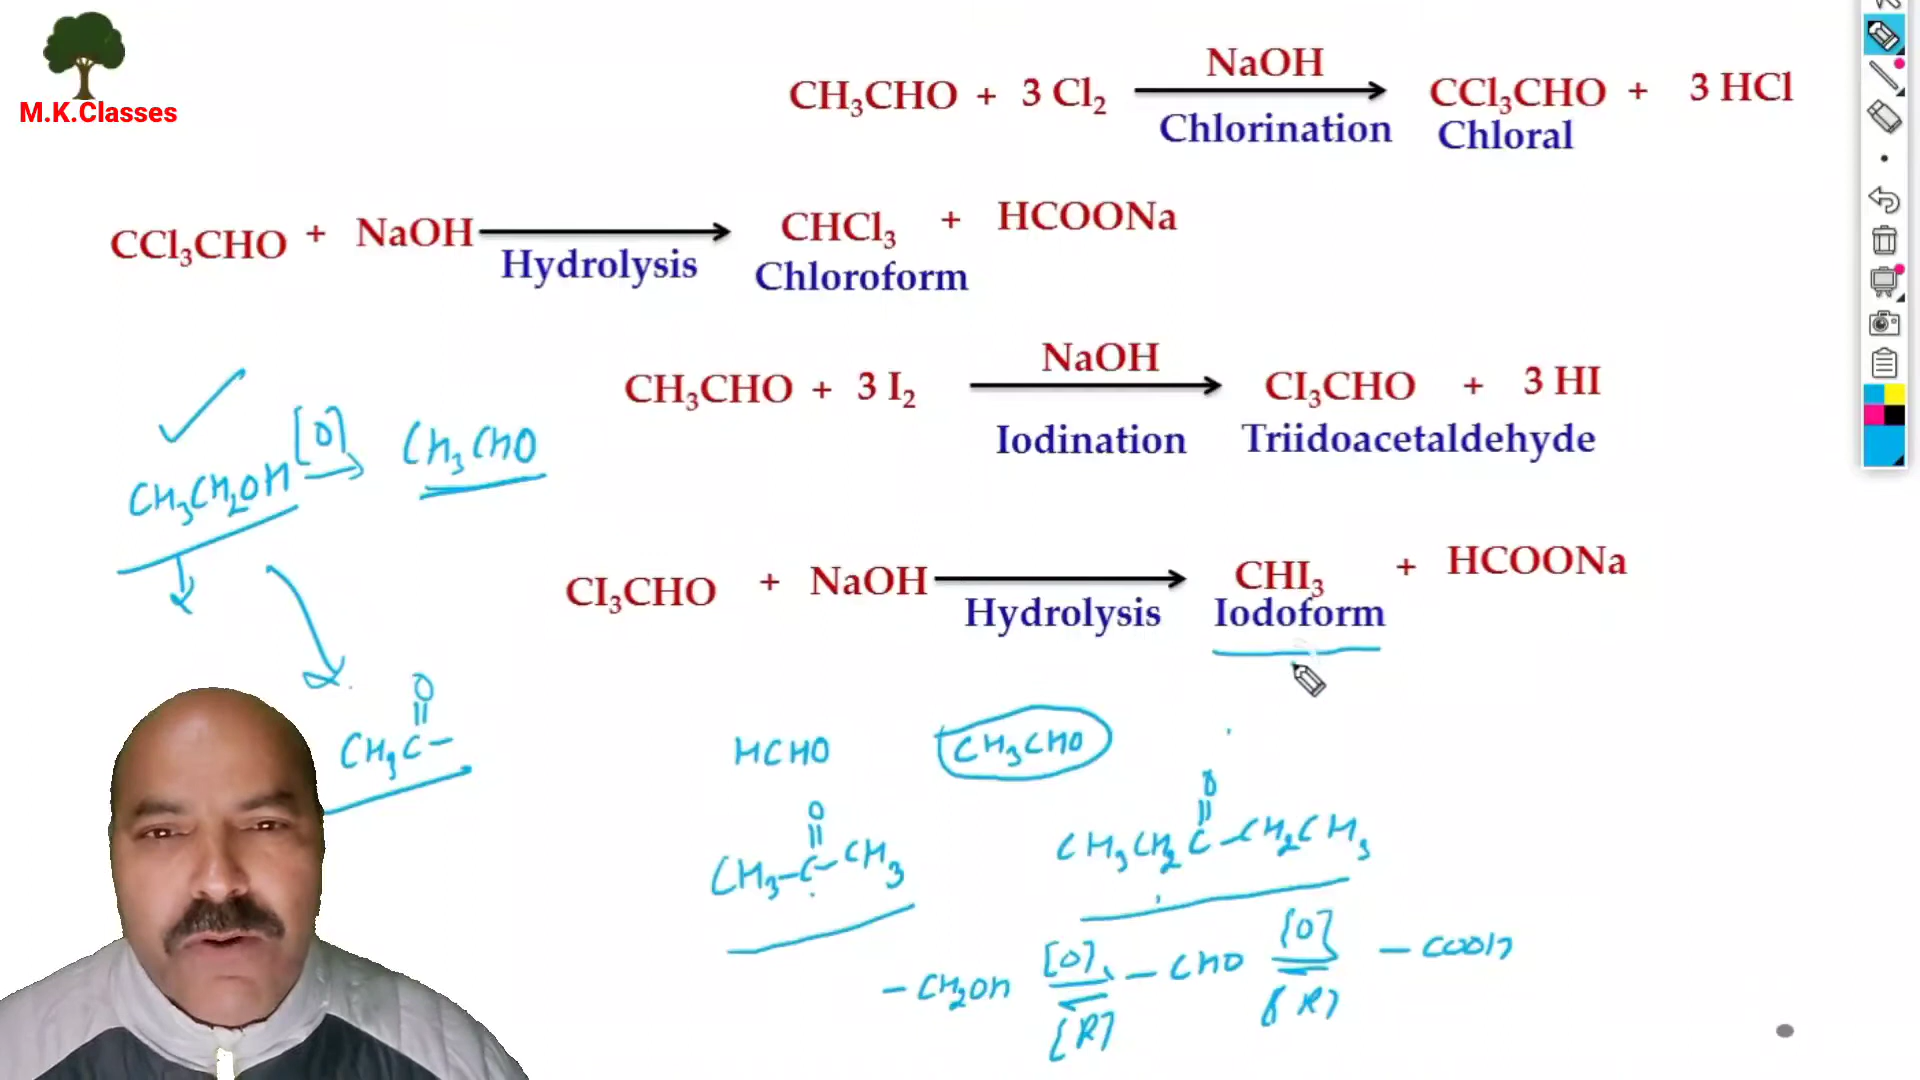 M.K.Classes
CH₃CHO + 3 Cl₂ NaOH Chlorination CCl₃CHO + 3 HCl
Chloral
CCl₃CHO + NaOH Hydrolysis CHCl₃ + HCOONa
Chloroform
CH₃CHO + 3 I₂ NaOH Iodination CI₃CHO + 3 HI
Triidoacetaldehyde
CH₃CH₂OH [O] → CH₃CHO
CI₃CHO + NaOH Hydrolysis CHI₃ + HCOONa
Iodoform
O
||
CH₃C–
HCHO CH₃CHO
O
||
CH₃–C–CH₃
O
||
CH₃CH₂C–CH₂CH₃
–CH₂OH [O] [R] –CHO [O] [R] –COOH